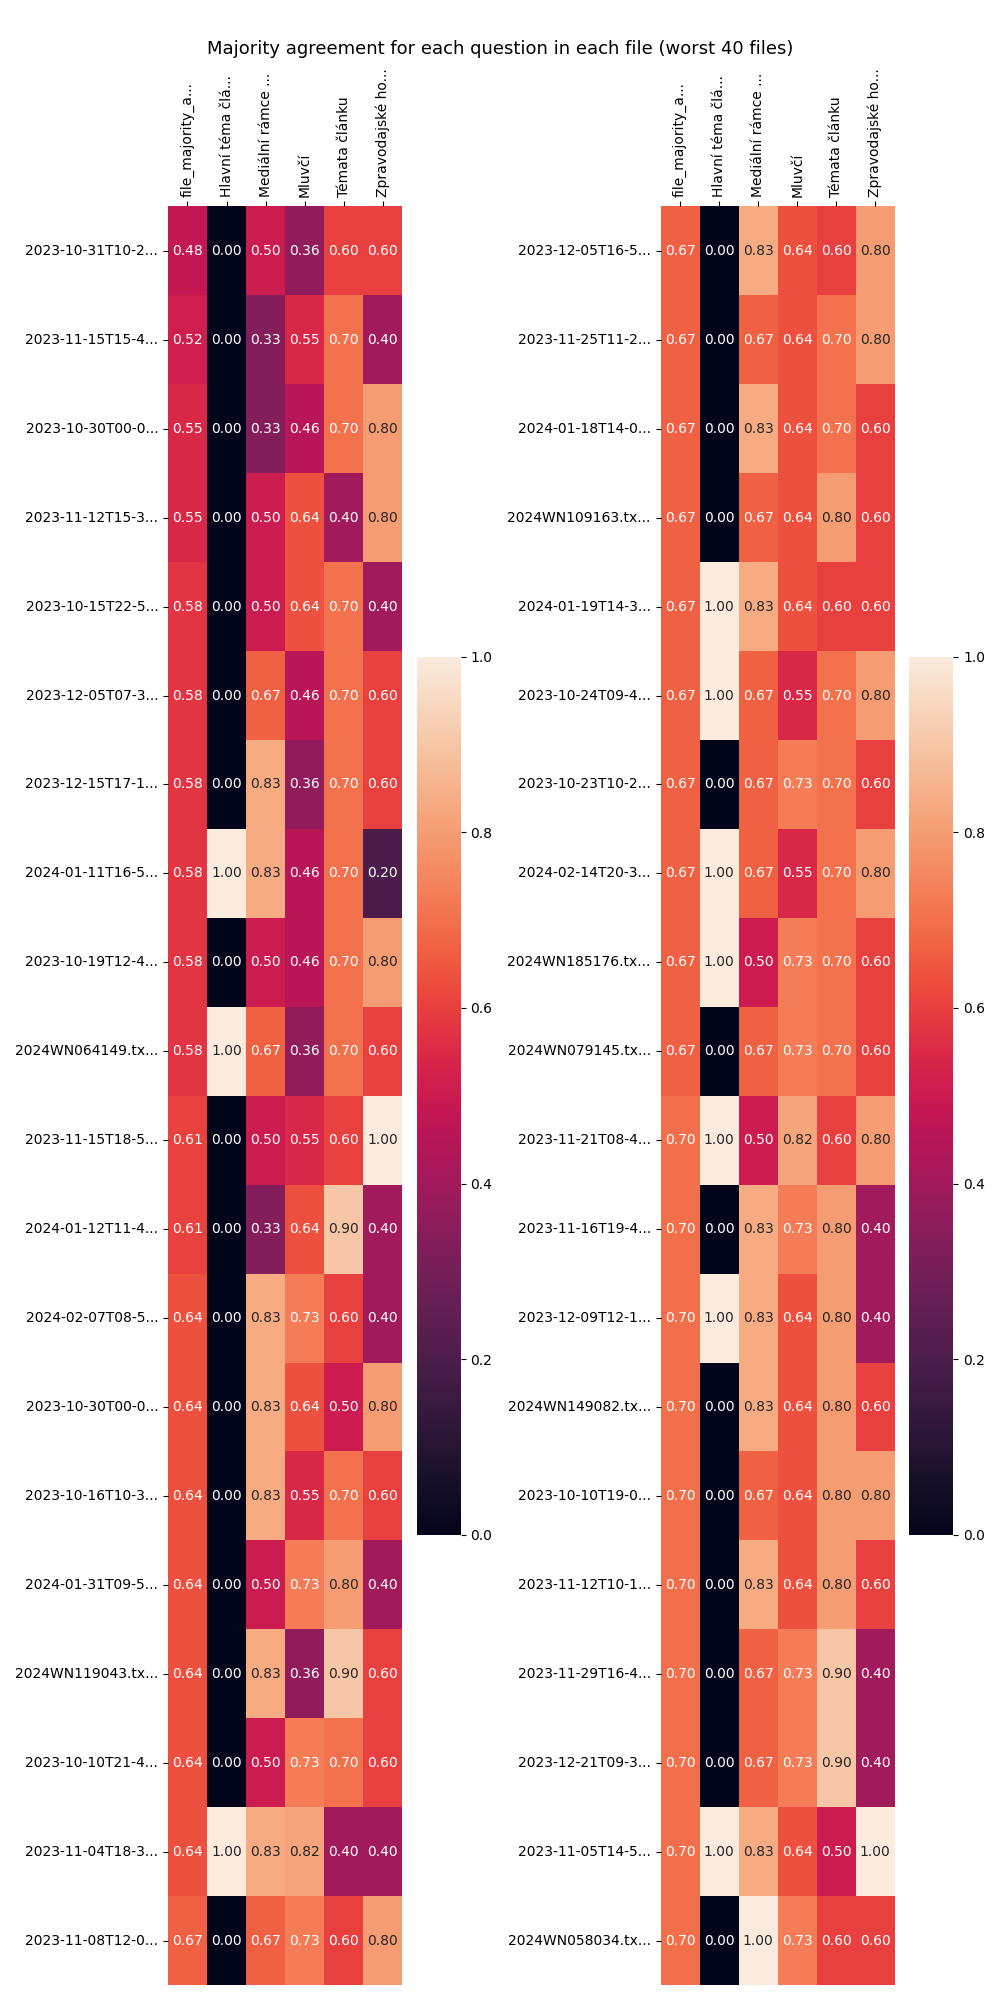 Majority agreement for each question in each file (worst 40 files)
file_majority_a...
Hlavní téma člá...
Mediální rámce ...
Mluvčí
Témata článku
Zpravodajské ho...
2023-10-31T10-2... 0.48 0.00 0.50 0.36 0.60 0.60
2023-11-15T15-4... 0.52 0.00 0.33 0.55 0.70 0.40
2023-10-30T00-0... 0.55 0.00 0.33 0.46 0.70 0.80
2023-11-12T15-3... 0.55 0.00 0.50 0.64 0.40 0.80
2023-10-15T22-5... 0.58 0.00 0.50 0.64 0.70 0.40
2023-12-05T07-3... 0.58 0.00 0.67 0.46 0.70 0.60
2023-12-15T17-1... 0.58 0.00 0.83 0.36 0.70 0.60
2024-01-11T16-5... 0.58 1.00 0.83 0.46 0.70 0.20
2023-10-19T12-4... 0.58 0.00 0.50 0.46 0.70 0.80
2024WN064149.tx... 0.58 1.00 0.67 0.36 0.70 0.60
2023-11-15T18-5... 0.61 0.00 0.50 0.55 0.60 1.00
2024-01-12T11-4... 0.61 0.00 0.33 0.64 0.90 0.40
2024-02-07T08-5... 0.64 0.00 0.83 0.73 0.60 0.40
2023-10-30T00-0... 0.64 0.00 0.83 0.64 0.50 0.80
2023-10-16T10-3... 0.64 0.00 0.83 0.55 0.70 0.60
2024-01-31T09-5... 0.64 0.00 0.50 0.73 0.80 0.40
2024WN119043.tx... 0.64 0.00 0.83 0.36 0.90 0.60
2023-10-10T21-4... 0.64 0.00 0.50 0.73 0.70 0.60
2023-11-04T18-3... 0.64 1.00 0.83 0.82 0.40 0.40
2023-11-08T12-0... 0.67 0.00 0.67 0.73 0.60 0.80
1.0
0.8
0.6
0.4
0.2
0.0
file_majority_a...
Hlavní téma člá...
Mediální rámce ...
Mluvčí
Témata článku
Zpravodajské ho...
2023-12-05T16-5... 0.67 0.00 0.83 0.64 0.60 0.80
2023-11-25T11-2... 0.67 0.00 0.67 0.64 0.70 0.80
2024-01-18T14-0... 0.67 0.00 0.83 0.64 0.70 0.60
2024WN109163.tx... 0.67 0.00 0.67 0.64 0.80 0.60
2024-01-19T14-3... 0.67 1.00 0.83 0.64 0.60 0.60
2023-10-24T09-4... 0.67 1.00 0.67 0.55 0.70 0.80
2023-10-23T10-2... 0.67 0.00 0.67 0.73 0.70 0.60
2024-02-14T20-3... 0.67 1.00 0.67 0.55 0.70 0.80
2024WN185176.tx... 0.67 1.00 0.50 0.73 0.70 0.60
2024WN079145.tx... 0.67 0.00 0.67 0.73 0.70 0.60
2023-11-21T08-4... 0.70 1.00 0.50 0.82 0.60 0.80
2023-11-16T19-4... 0.70 0.00 0.83 0.73 0.80 0.40
2023-12-09T12-1... 0.70 1.00 0.83 0.64 0.80 0.40
2024WN149082.tx... 0.70 0.00 0.83 0.64 0.80 0.60
2023-10-10T19-0... 0.70 0.00 0.67 0.64 0.80 0.80
2023-11-12T10-1... 0.70 0.00 0.83 0.64 0.80 0.60
2023-11-29T16-4... 0.70 0.00 0.67 0.73 0.90 0.40
2023-12-21T09-3... 0.70 0.00 0.67 0.73 0.90 0.40
2023-11-05T14-5... 0.70 1.00 0.83 0.64 0.50 1.00
2024WN058034.tx... 0.70 0.00 1.00 0.73 0.60 0.60
1.0
0.8
0.6
0.4
0.2
0.0